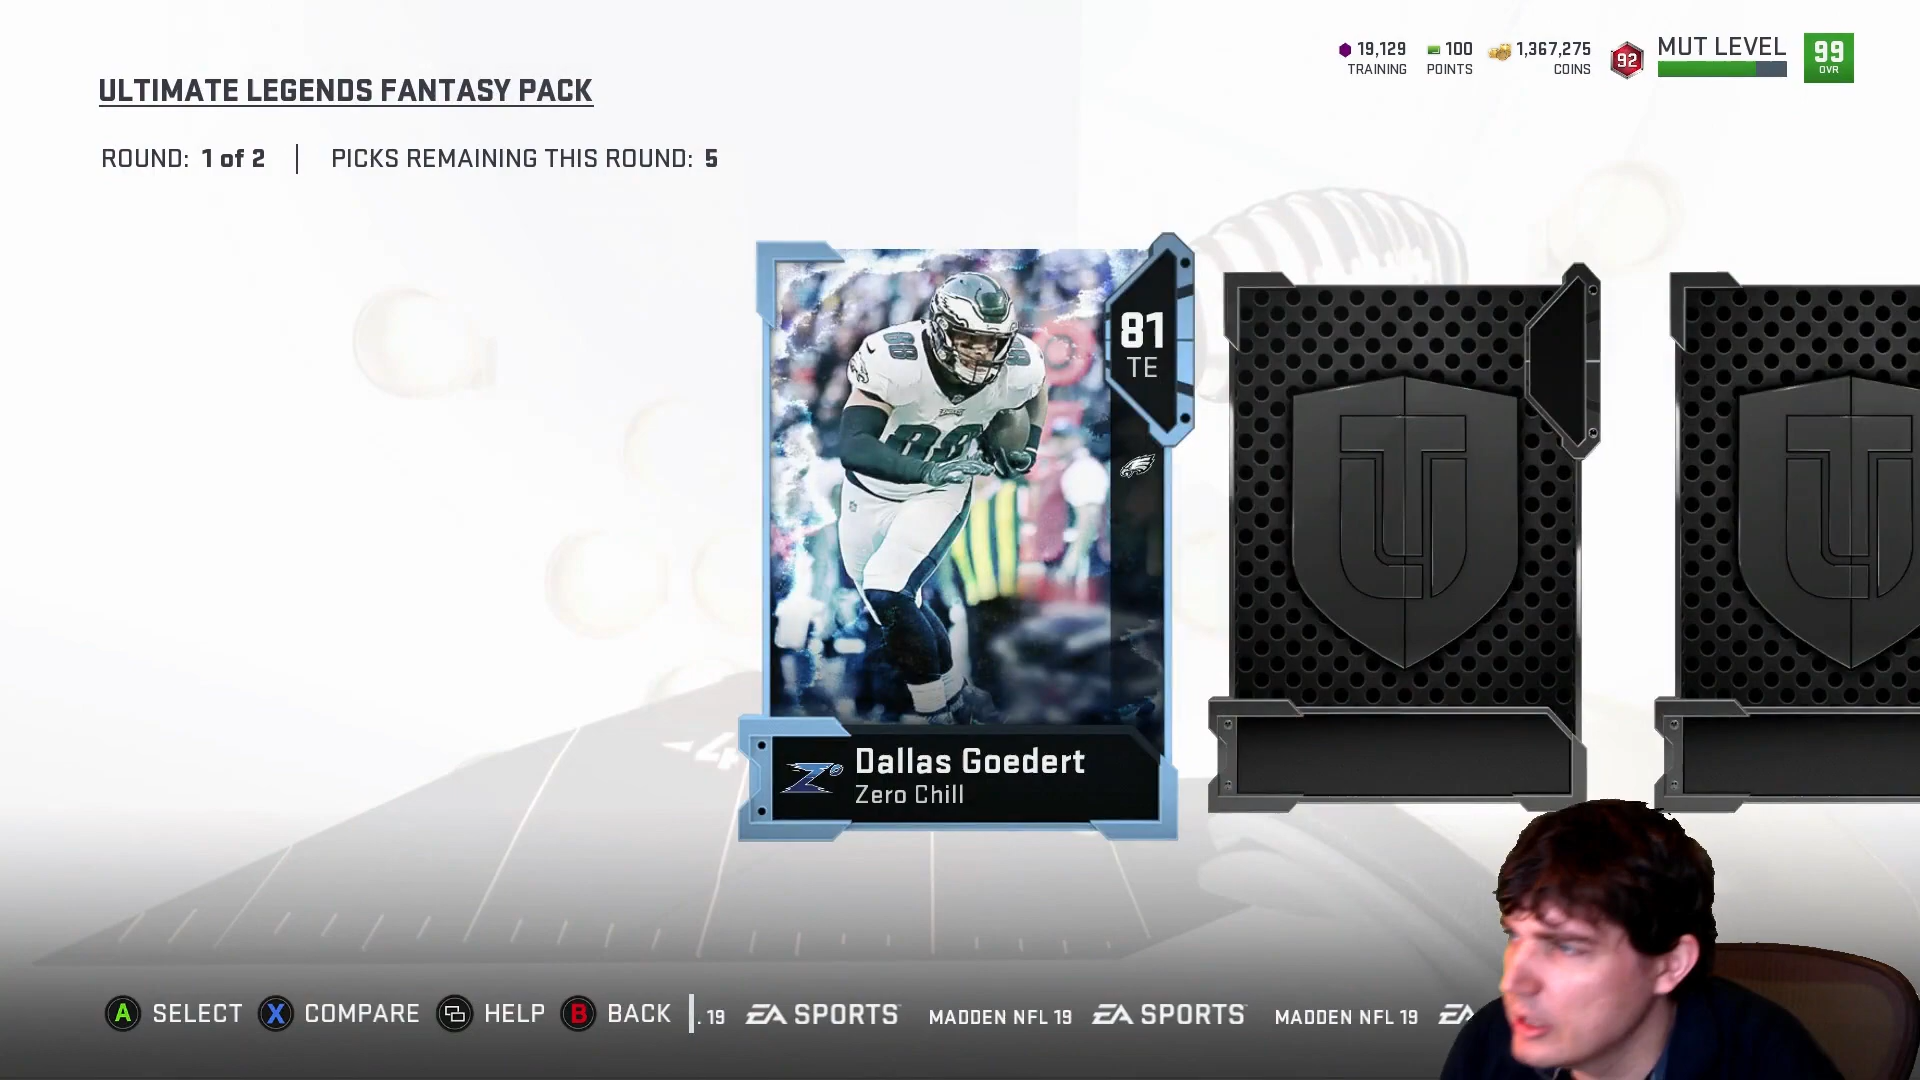 19,129
TRAINING
100
POINTS
1,367,275
COINS
92
MUT LEVEL
99
OVR
ULTIMATE LEGENDS FANTASY PACK
ROUND: 1 of 2 | PICKS REMAINING THIS ROUND: 5
81
TE
88
Dallas Goedert
Zero Chill
A SELECT X COMPARE HELP B BACK
. 19 EA SPORTS MADDEN NFL 19 EA SPORTS MADDEN NFL 19 EA